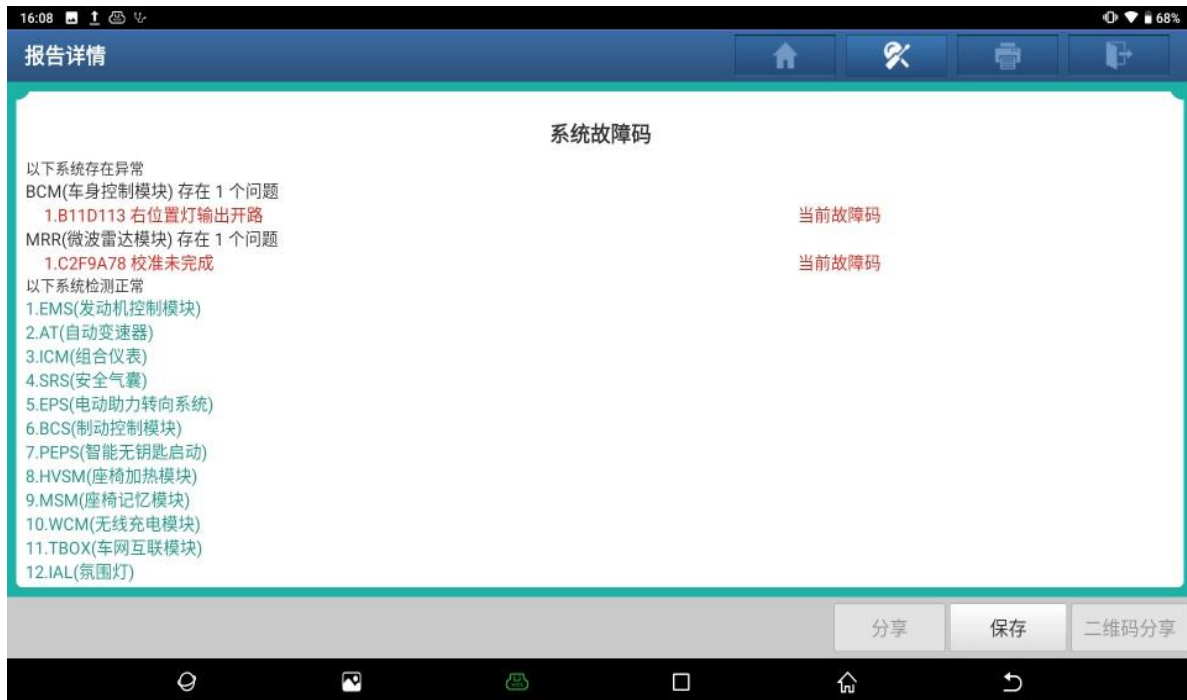 16:08
68%
报告详情
系统故障码
以下系统存在异常
BCM(车身控制模块) 存在 1 个问题
1.B11D113 右位置灯输出开路 当前故障码
MRR(微波雷达模块) 存在 1 个问题
1.C2F9A78 校准未完成 当前故障码
以下系统检测正常
1.EMS(发动机控制模块)
2.AT(自动变速器)
3.ICM(组合仪表)
4.SRS(安全气囊)
5.EPS(电动助力转向系统)
6.BCS(制动控制模块)
7.PEPS(智能无钥匙启动)
8.HVSM(座椅加热模块)
9.MSM(座椅记忆模块)
10.WCM(无线充电模块)
11.TBOX(车网互联模块)
12.IAL(氛围灯)
分享 保存 二维码分享